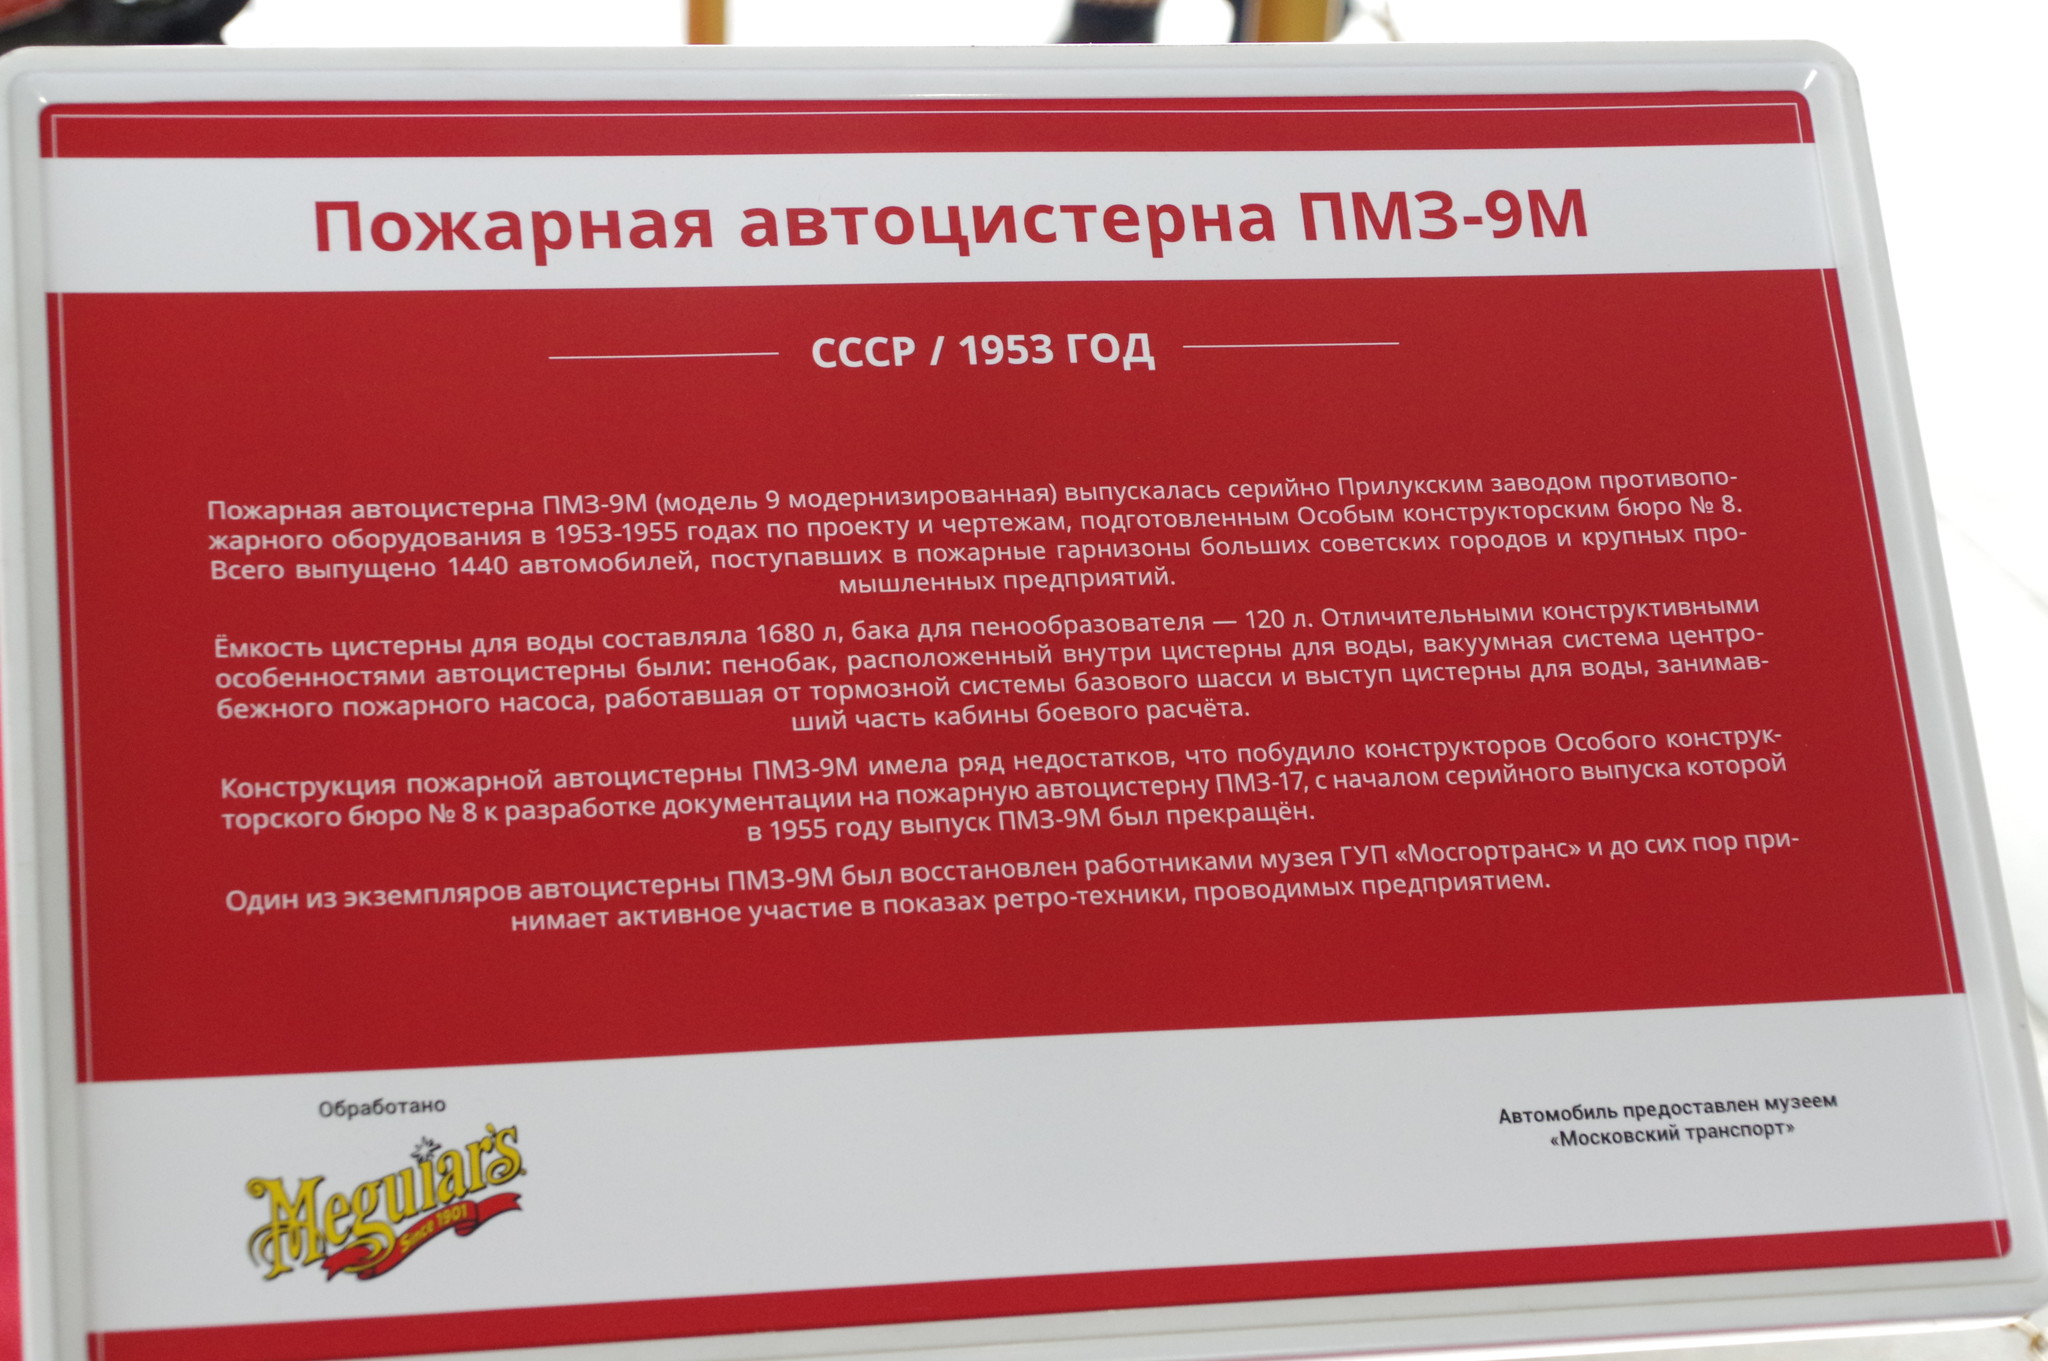 Пожарная автоцистерна ПМЗ-9М
СССР / 1953 ГОД
Пожарная автоцистерна ПМЗ-9М (модель 9 модернизированная) выпускалась серийно Прилукским заводом противопо-
жарного оборудования в 1953-1955 годах по проекту и чертежам, подготовленным Особым конструкторским бюро № 8.
Всего выпущено 1440 автомобилей, поступавших в пожарные гарнизоны больших советских городов и крупных про-
мышленных предприятий.
Ёмкость цистерны для воды составляла 1680 л, бака для пенообразователя — 120 л. Отличительными конструктивными
особенностями автоцистерны были: пенобак, расположенный внутри цистерны для воды, вакуумная система центро-
бежного пожарного насоса, работавшая от тормозной системы базового шасси и выступ цистерны для воды, занимав-
ший часть кабины боевого расчёта.
Конструкция пожарной автоцистерны ПМЗ-9М имела ряд недостатков, что побудило конструкторов Особого конструк-
торского бюро № 8 к разработке документации на пожарную автоцистерну ПМЗ-17, с началом серийного выпуска которой
в 1955 году выпуск ПМЗ-9М был прекращён.
Один из экземпляров автоцистерны ПМЗ-9М был восстановлен работниками музея ГУП «Мосгортранс» и до сих пор при-
нимает активное участие в показах ретро-техники, проводимых предприятием.
Обработано
Meguiar's
Since 1901
Автомобиль предоставлен музеем
«Московский транспорт»